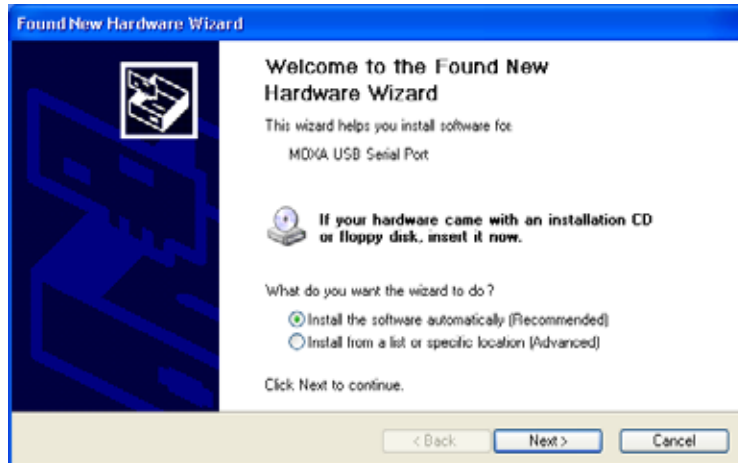 Found New Hardware Wizard
Welcome to the Found New
Hardware Wizard
This wizard helps you install software for:
MOXA USB Serial Port
If your hardware came with an installation CD
or floppy disk, insert it now.
What do you want the wizard to do?
Install the software automatically (Recommended)
Install from a list or specific location (Advanced)
Click Next to continue.
< Back Next > Cancel